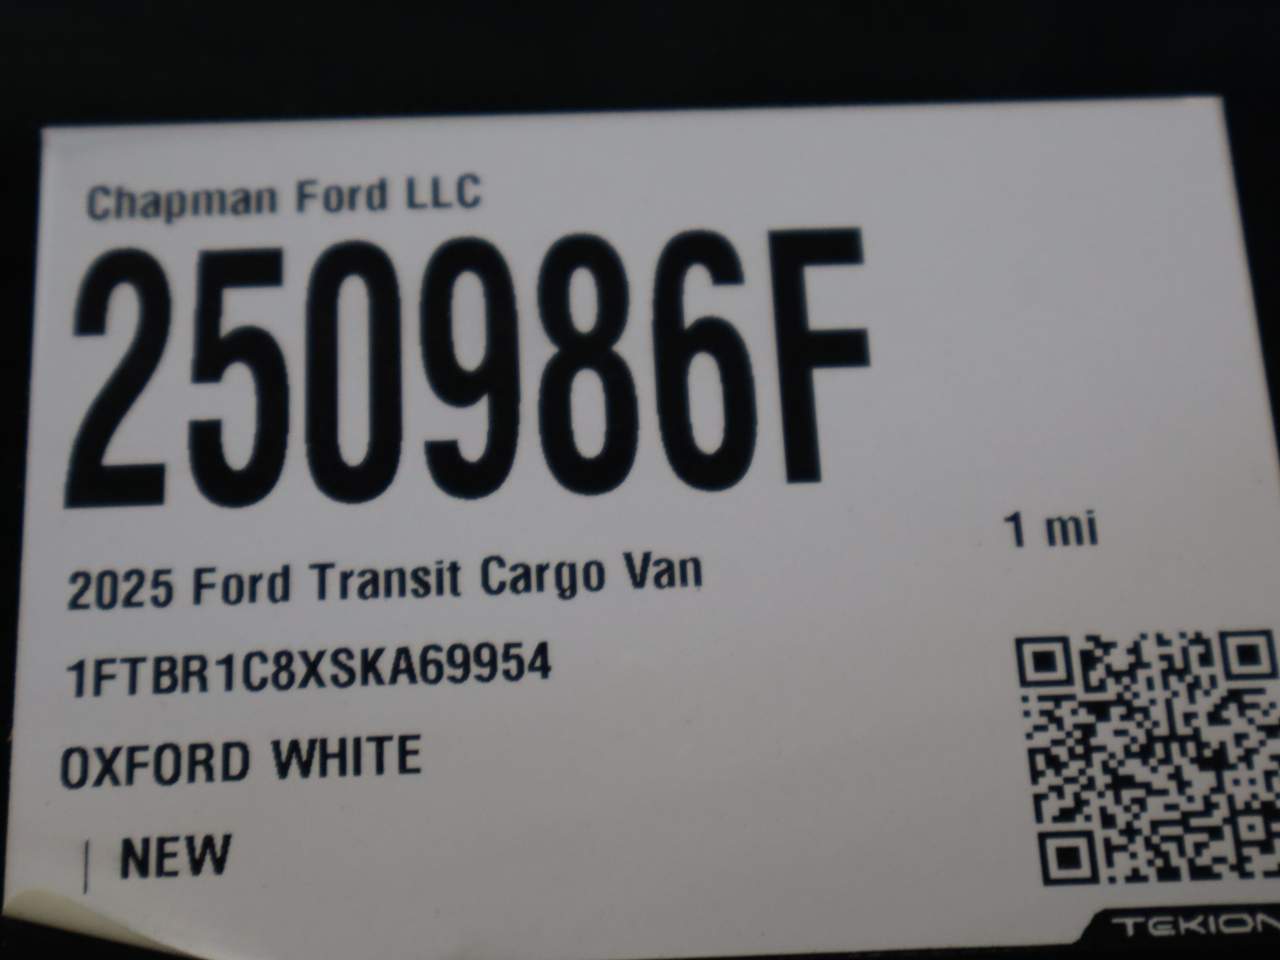 Chapman Ford LLC
250986F
1 mi
2025 Ford Transit Cargo Van
1FTBR1C8XSKA69954
OXFORD WHITE
| NEW
TEKION